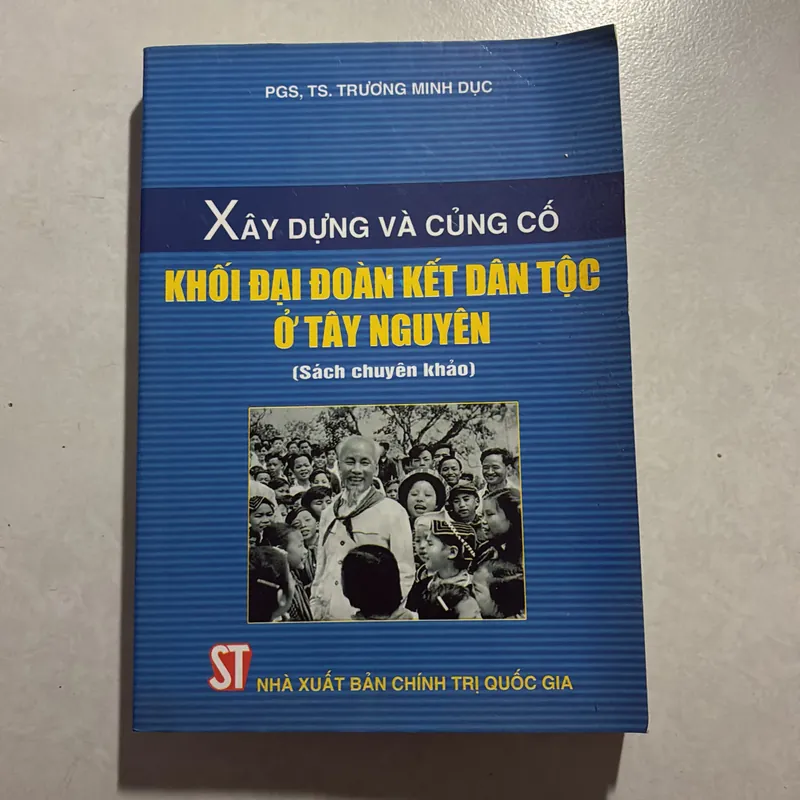 PGS, TS. TRƯƠNG MINH DỤC
XÂY DỰNG VÀ CỦNG CỐ
KHỐI ĐẠI ĐOÀN KẾT DÂN TỘC
Ở TÂY NGUYÊN
(Sách chuyên khảo)
ST
NHÀ XUẤT BẢN CHÍNH TRỊ QUỐC GIA